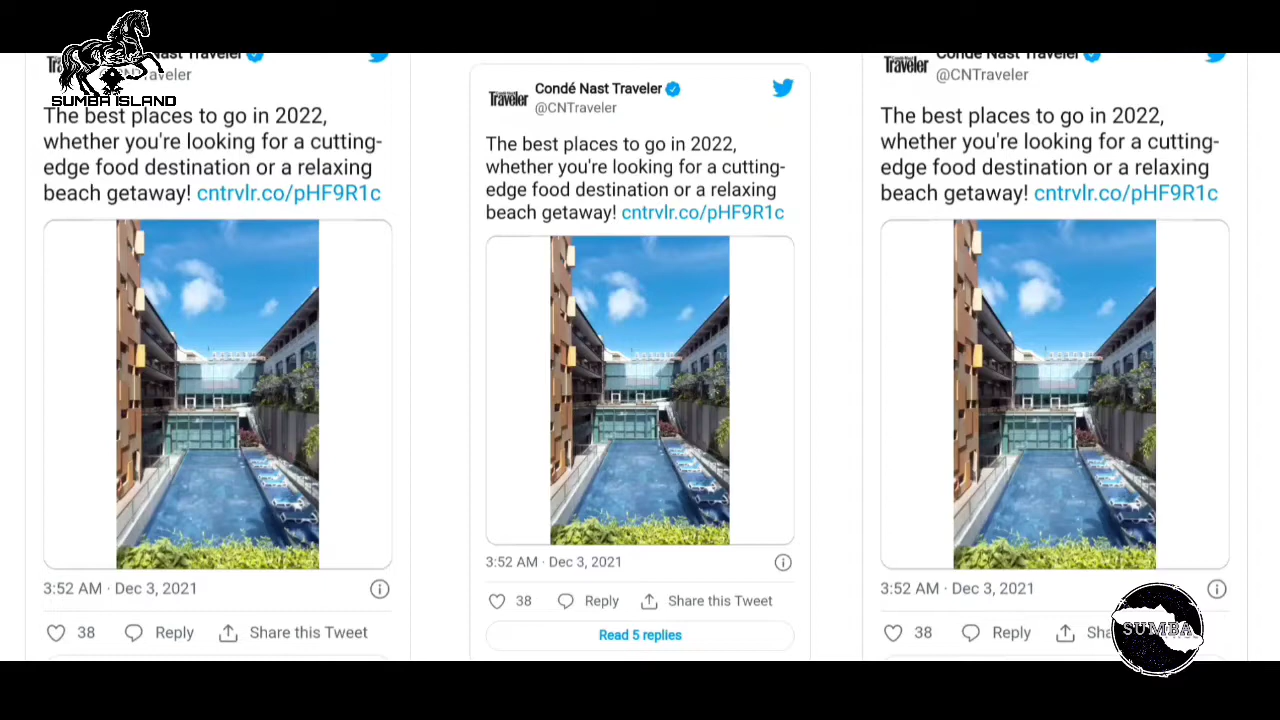 SUMBA ISLAND
Nast Traveler
Traveler
The best places to go in 2022,
whether you're looking for a cutting-
edge food destination or a relaxing
beach getaway! cntrvlr.co/pHF9R1c
3:52 AM · Dec 3, 2021
38 Reply Share this Tweet
Traveler
Condé Nast Traveler
@CNTraveler
The best places to go in 2022,
whether you're looking for a cutting-
edge food destination or a relaxing
beach getaway! cntrvlr.co/pHF9R1c
3:52 AM · Dec 3, 2021
38 Reply Share this Tweet
Read 5 replies
Traveler
Condé Nast Traveler
@CNTraveler
The best places to go in 2022,
whether you're looking for a cutting-
edge food destination or a relaxing
beach getaway! cntrvlr.co/pHF9R1c
3:52 AM · Dec 3, 2021
38 Reply Sha
SUMBA